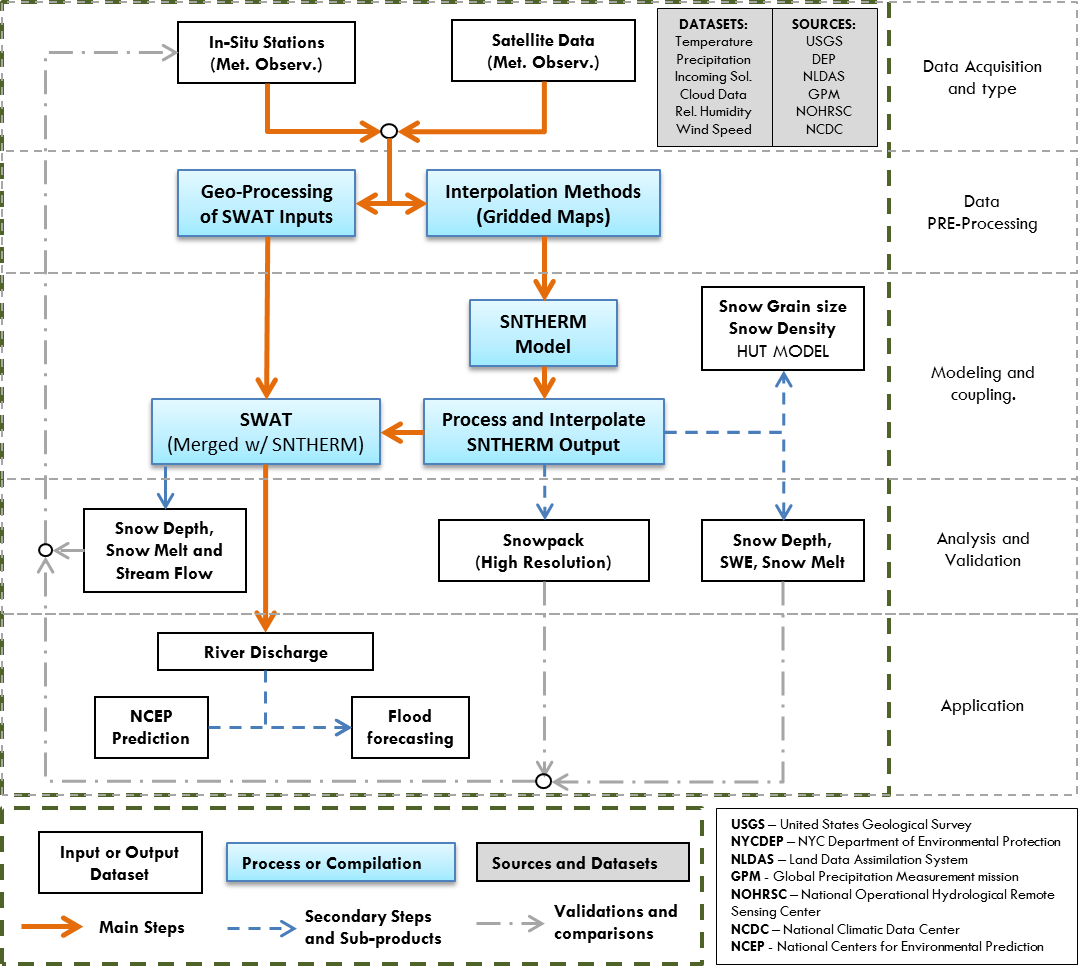 In-Situ Stations
(Met. Observ.)
Satellite Data
(Met. Observ.)
DATASETS:
Temperature
Precipitation
Incoming Sol.
Cloud Data
Rel. Humidity
Wind Speed
SOURCES:
USGS
DEP
NLDAS
GPM
NOHRSC
NCDC
Data Acquisition
and type
Geo-Processing
of SWAT Inputs
Interpolation Methods
(Gridded Maps)
Data
PRE-Processing
SNTHERM
Model
Snow Grain size
Snow Density
HUT MODEL
Modeling and
coupling.
SWAT
(Merged w/ SNTHERM)
Process and Interpolate
SNTHERM Output
Snow Depth,
Snow Melt and
Stream Flow
Snowpack
(High Resolution)
Snow Depth,
SWE, Snow Melt
Analysis and
Validation
River Discharge
NCEP
Prediction
Flood
forecasting
Application
Input or Output
Dataset
Process or Compilation
Sources and Datasets
Main Steps
Secondary Steps
and Sub-products
Validations and
comparisons
USGS – United States Geological Survey
NYCDEP – NYC Department of Environmental Protection
NLDAS – Land Data Assimilation System
GPM - Global Precipitation Measurement mission
NOHRSC – National Operational Hydrological Remote
Sensing Center
NCDC – National Climatic Data Center
NCEP - National Centers for Environmental Prediction